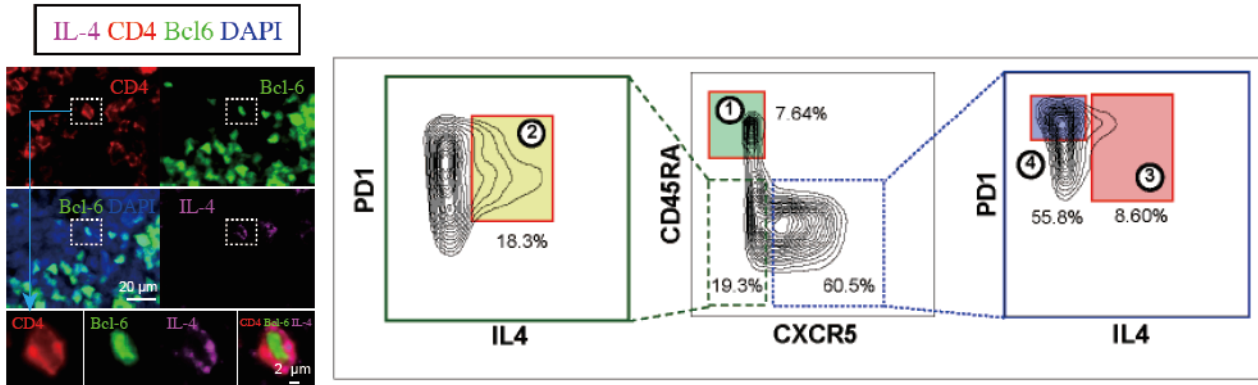 IL-4 CD4 Bcl6 DAPI
CD4
Bcl-6
Bcl-6 DAPI
IL-4
20 µm
CD4
Bcl-6
IL-4
CD4 Bcl-6 IL-4
2 µm
PD1
2
18.3%
IL4
CD45RA
1
7.64%
19.3%
60.5%
CXCR5
PD1
4
3
55.8%
8.60%
IL4